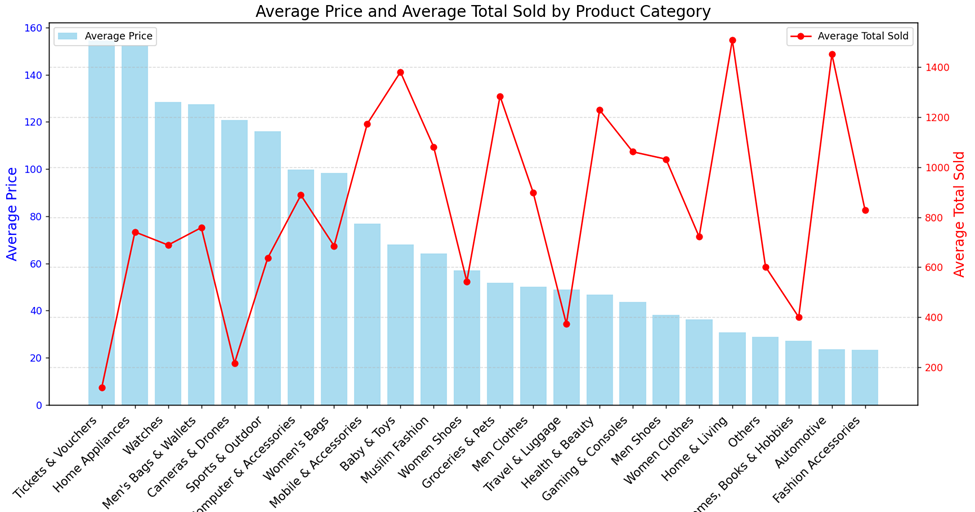 Average Price and Average Total Sold by Product Category
Average Price
Average Total Sold
160
140
120
100
80
60
40
20
0
Average Price
1400
1200
1000
800
600
400
200
Average Total Sold
Tickets & Vouchers
Home Appliances
Watches
Men's Bags & Wallets
Cameras & Drones
Sports & Outdoor
omputer & Accessories
Women's Bags
Mobile & Accessories
Baby & Toys
Muslim Fashion
Women Shoes
Groceries & Pets
Men Clothes
Travel & Luggage
Health & Beauty
Gaming & Consoles
Men Shoes
Women Clothes
Home & Living
Others
mes, Books & Hobbies
Automotive
Fashion Accessories